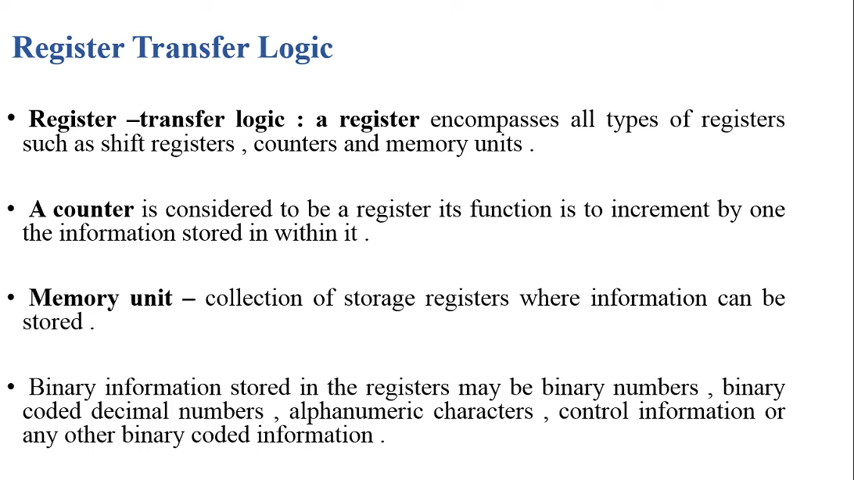 Register Transfer Logic
• Register –transfer logic : a register encompasses all types of registers
such as shift registers , counters and memory units .
• A counter is considered to be a register its function is to increment by one
the information stored in within it .
• Memory unit – collection of storage registers where information can be
stored .
• Binary information stored in the registers may be binary numbers , binary
coded decimal numbers , alphanumeric characters , control information or
any other binary coded information .